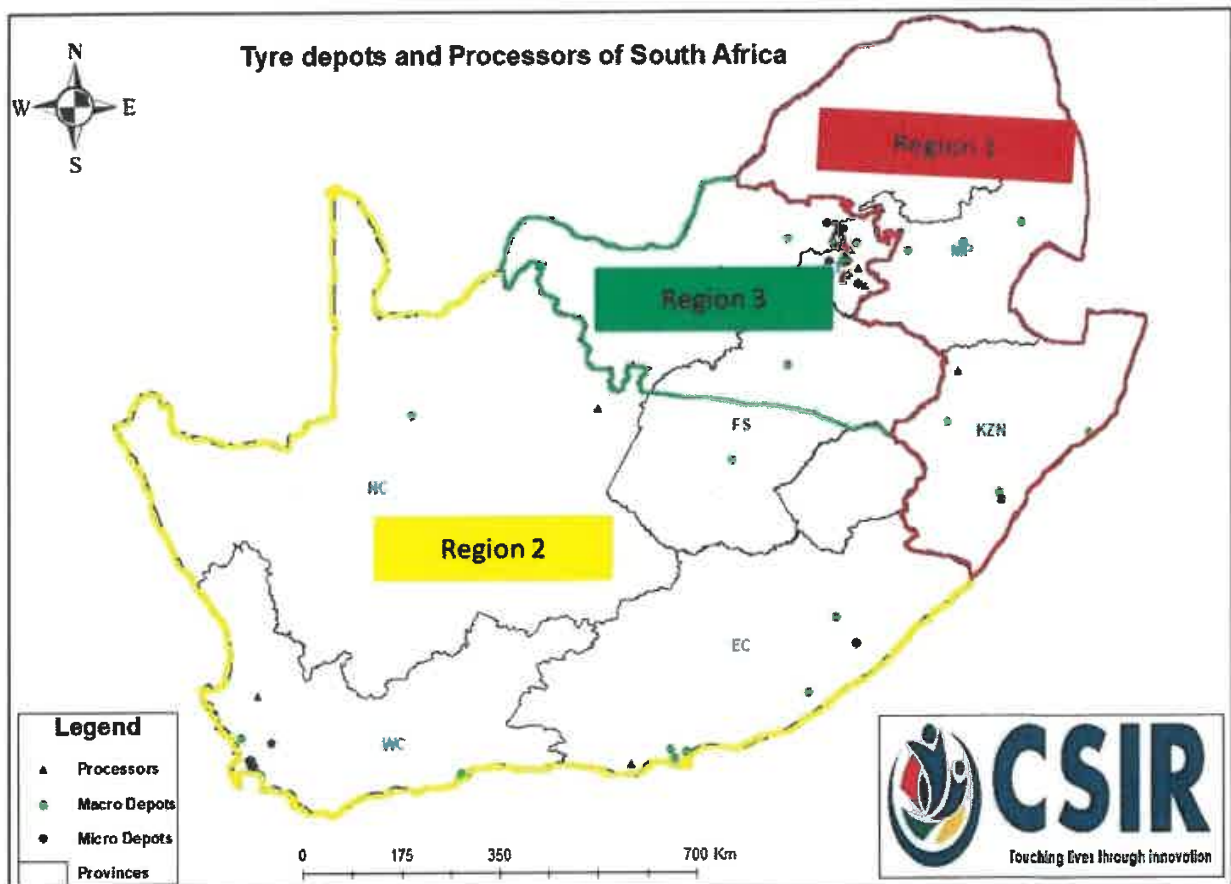 Tyre depots and Processors of South Africa
N
W
E
S
Region 1
Region 3
MP
FS
KZN
NC
Region 2
EC
WC
Legend
Processors
Macro Depots
Micro Depots
Provinces
0 175 350 700 Km
CSIR
Touching lives through innovation